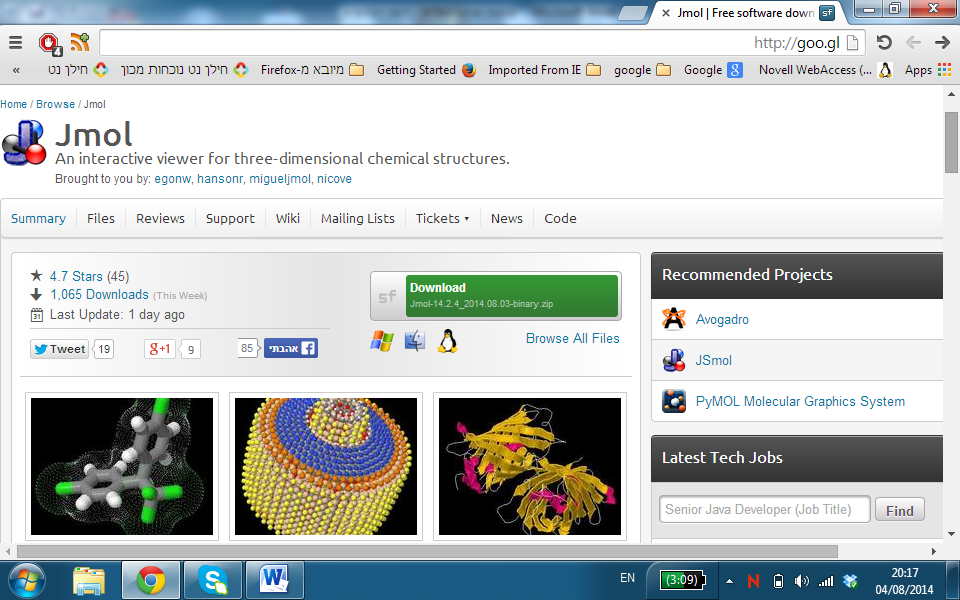 Jmol | Free software down
sf
4
http://goo.gl
« חילך נט חילך נט נוכחות מכוך Firefox-מיובא מ Getting Started Imported From IE google Google Novell WebAccess (... Apps
Home / Browse / Jmol
Jmol
An interactive viewer for three-dimensional chemical structures.
Brought to you by: egonw, hansonr, migueljmol, nicove
Summary Files Reviews Support Wiki Mailing Lists Tickets News Code
4.7 Stars (45)
1,065 Downloads (This Week)
Last Update: 1 day ago
Tweet 19 g+1 9 85 אהבתי
sf Download
Jmol-14.2.4_2014.08.03-binary.zip
Browse All Files
Recommended Projects
Avogadro
JSmol
PyMOL Molecular Graphics System
Latest Tech Jobs
Senior Java Developer (Job Title) Find
EN (3:09) 20:17
04/08/2014